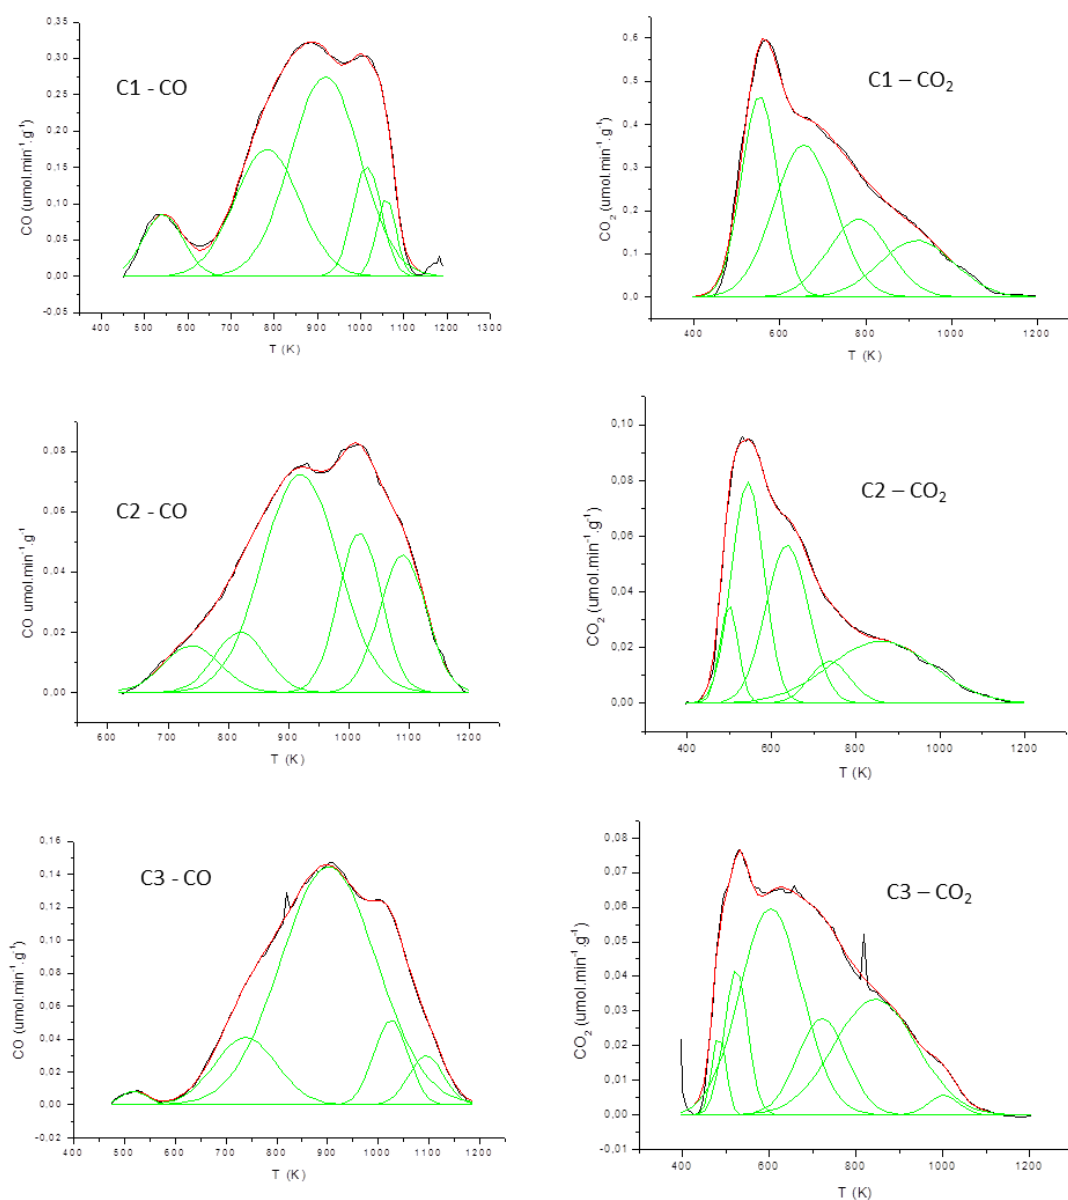 0,35
0,30
0,25
0,20
0,15
0,10
0,05
0,00
-0,05
CO (umol.min⁻¹.g¹)
C1 - CO
400 500 600 700 800 900 1000 1100 1200 1300
T (K)
0,6
0,5
0,4
0,3
0,2
0,1
0,0
CO₂ (umol.min⁻¹.g¹)
C1 – CO₂
400 600 800 1000 1200
T (K)
0,08
0,06
0,04
0,02
0,00
CO umol.min⁻¹.g¹)
C2 - CO
600 700 800 900 1000 1100 1200
T (K)
0,10
0,08
0,06
0,04
0,02
0,00
CO₂ (umol.min⁻¹.g¹)
C2 – CO₂
400 600 800 1000 1200
T (K)
0,16
0,14
0,12
0,10
0,08
0,06
0,04
0,02
0,00
-0,02
CO (umol.min⁻¹.g¹)
C3 - CO
400 500 600 700 800 900 1000 1100 1200
T (K)
0,08
0,07
0,06
0,05
0,04
0,03
0,02
0,01
0,00
-0,01
CO₂ (umol.min⁻¹.g¹)
C3 – CO₂
400 600 800 1000 1200
T (K)